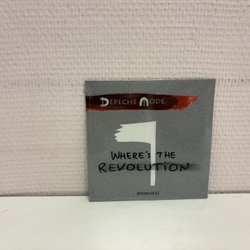 DEPECHE MODE
WHERE'S THE
REVOLUTION
[REMIXES]